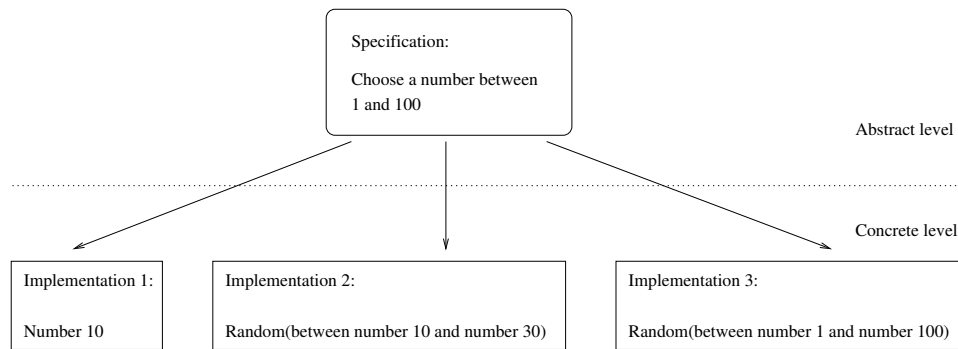 Specification:
Choose a number between
1 and 100
Abstract level
Concrete level
Implementation 1:
Number 10
Implementation 2:
Random(between number 10 and number 30)
Implementation 3:
Random(between number 1 and number 100)